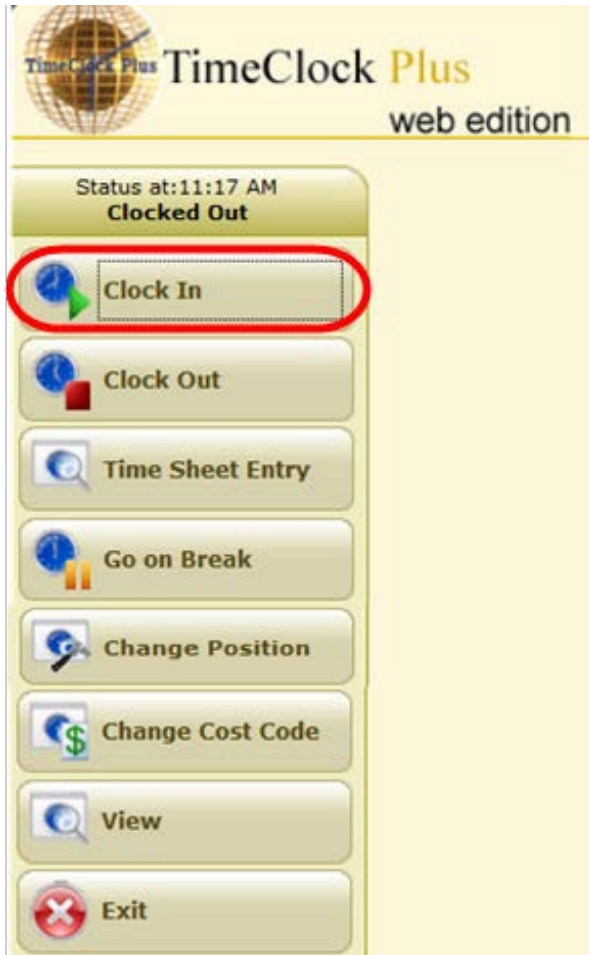 TimeClock Plus
TimeClock Plus
web edition
Status at:11:17 AM
Clocked Out
Clock In
Clock Out
Time Sheet Entry
Go on Break
Change Position
Change Cost Code
$
View
Exit